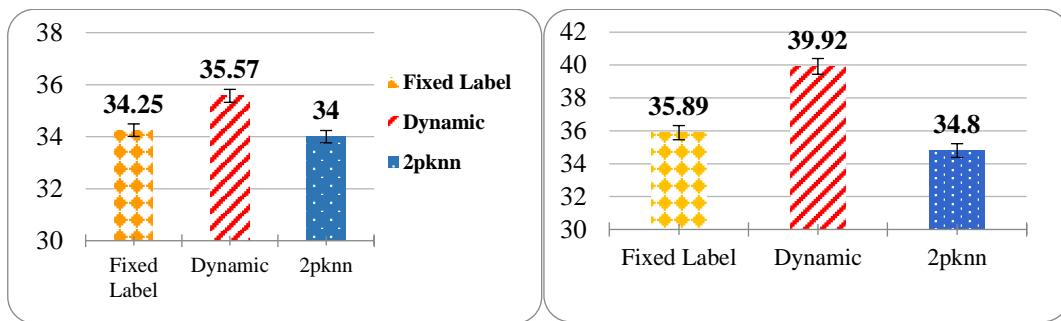 38
36
34
32
30
34.25
35.57
34
Fixed
Label
Dynamic
2pknn
Fixed Label
Dynamic
2pknn
42
40
38
36
34
32
30
35.89
39.92
34.8
Fixed Label
Dynamic
2pknn